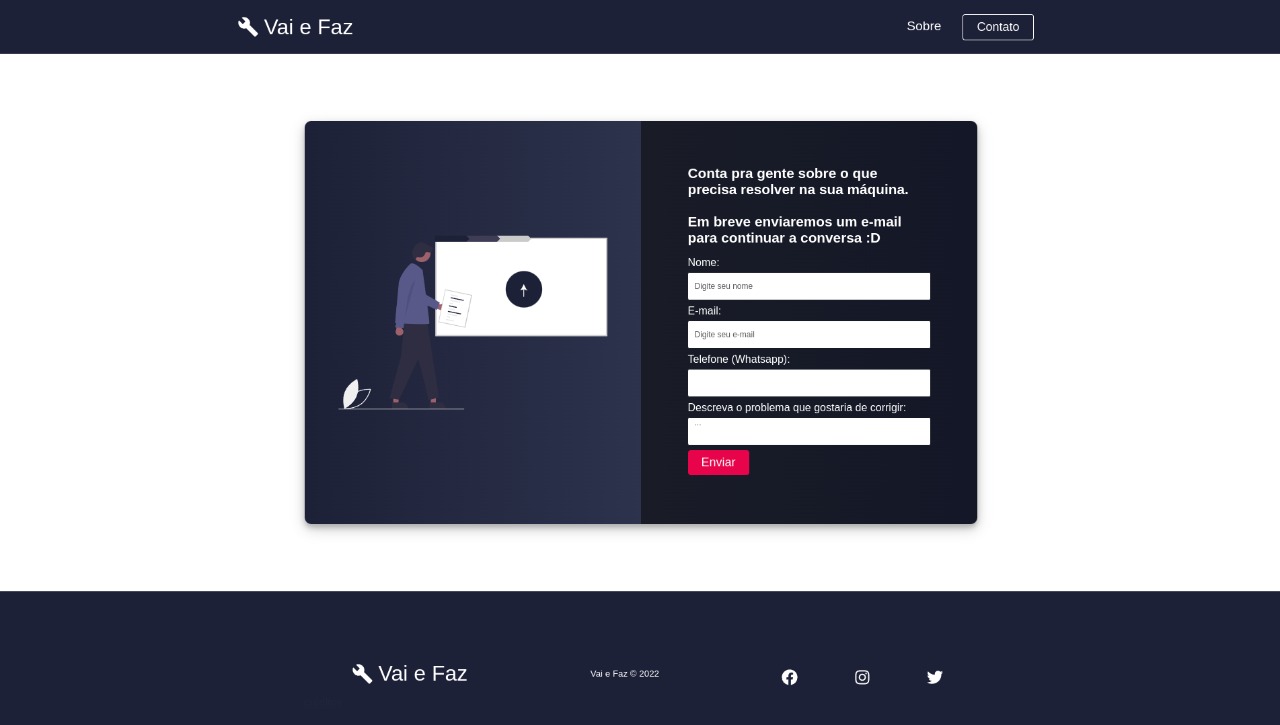 Vai e Faz
Sobre
Contato
Conta pra gente sobre o que
precisa resolver na sua máquina.
Em breve enviaremos um e-mail
para continuar a conversa :D
Nome:
Digite seu nome
E-mail:
Digite seu e-mail
Telefone (Whatsapp):
Descreva o problema que gostaria de corrigir:
...
Enviar
Vai e Faz
Vai e Faz © 2022